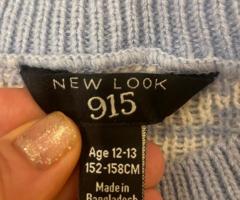 NEW LOOK
915
Age 12-13
152-158CM
Made in
Bangladesh